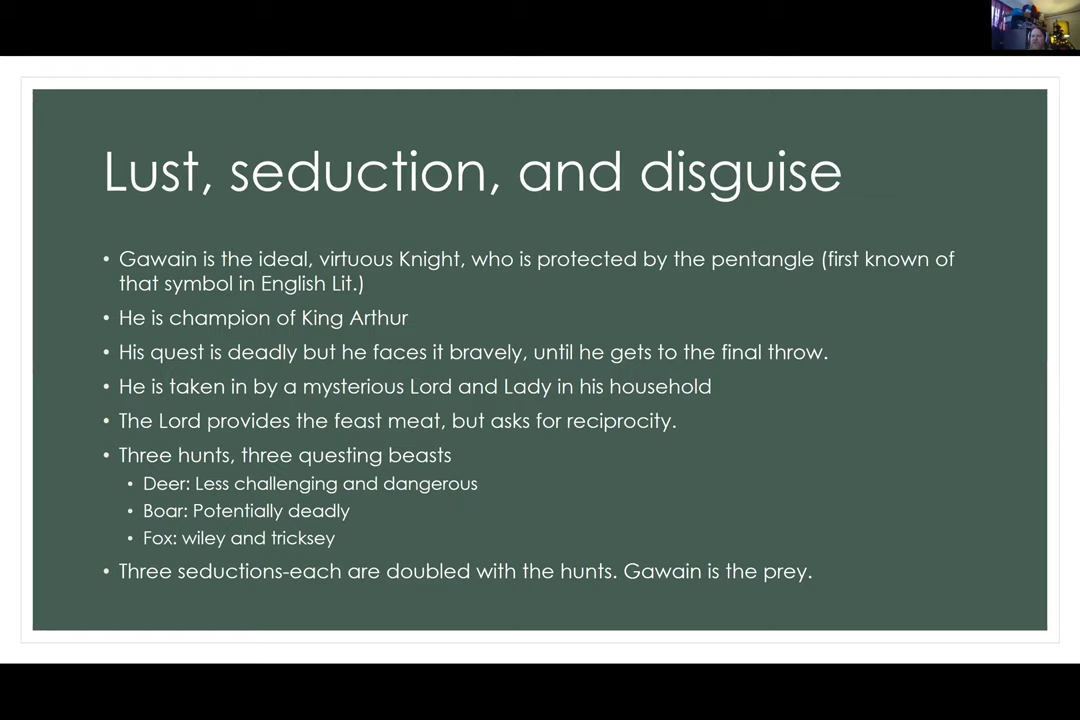 Lust, seduction, and disguise
• Gawain is the ideal, virtuous Knight, who is protected by the pentangle (first known of
that symbol in English Lit.)
• He is champion of King Arthur
• His quest is deadly but he faces it bravely, until he gets to the final throw.
• He is taken in by a mysterious Lord and Lady in his household
• The Lord provides the feast meat, but asks for reciprocity.
• Three hunts, three questing beasts
• Deer: Less challenging and dangerous
• Boar: Potentially deadly
• Fox: wiley and tricksey
• Three seductions-each are doubled with the hunts. Gawain is the prey.